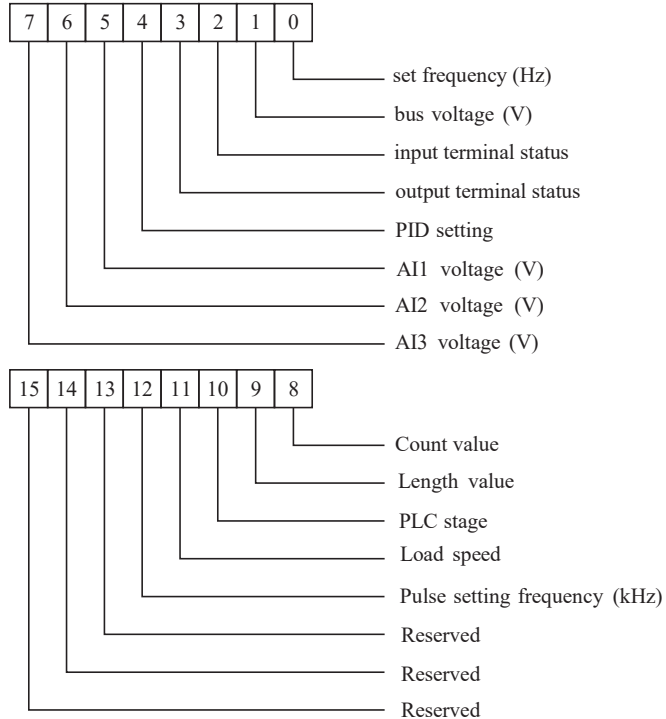 7 6 5 4 3 2 1 0
set frequency (Hz)
bus voltage (V)
input terminal status
output terminal status
PID setting
AI1 voltage (V)
AI2 voltage (V)
AI3 voltage (V)
15 14 13 12 11 10 9 8
Count value
Length value
PLC stage
Load speed
Pulse setting frequency (kHz)
Reserved
Reserved
Reserved